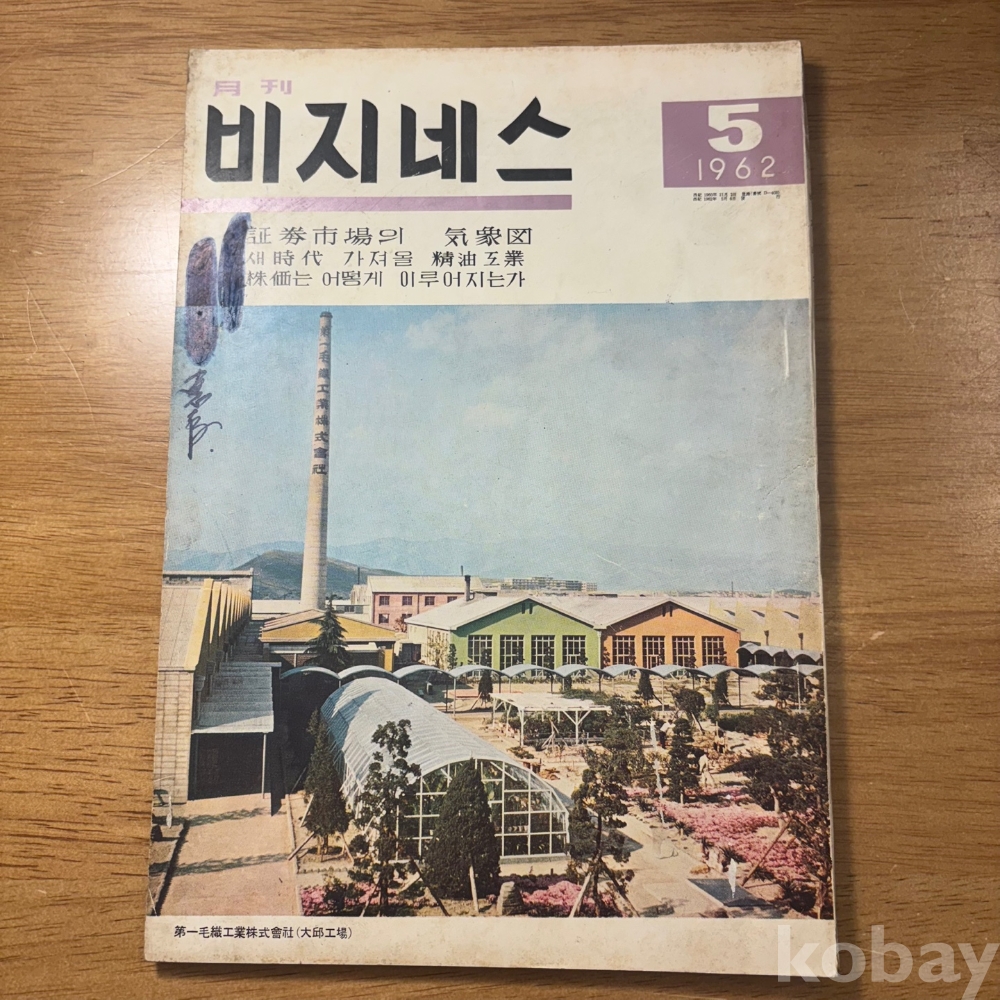 月刊
비지네스
5
1962
証券市場의 気象図
새時代 가져올 精油工業
株価는 어떻게 이루어지는가
第一毛織工業株式會社
第一毛織工業株式會社(大邱工場)
kobay